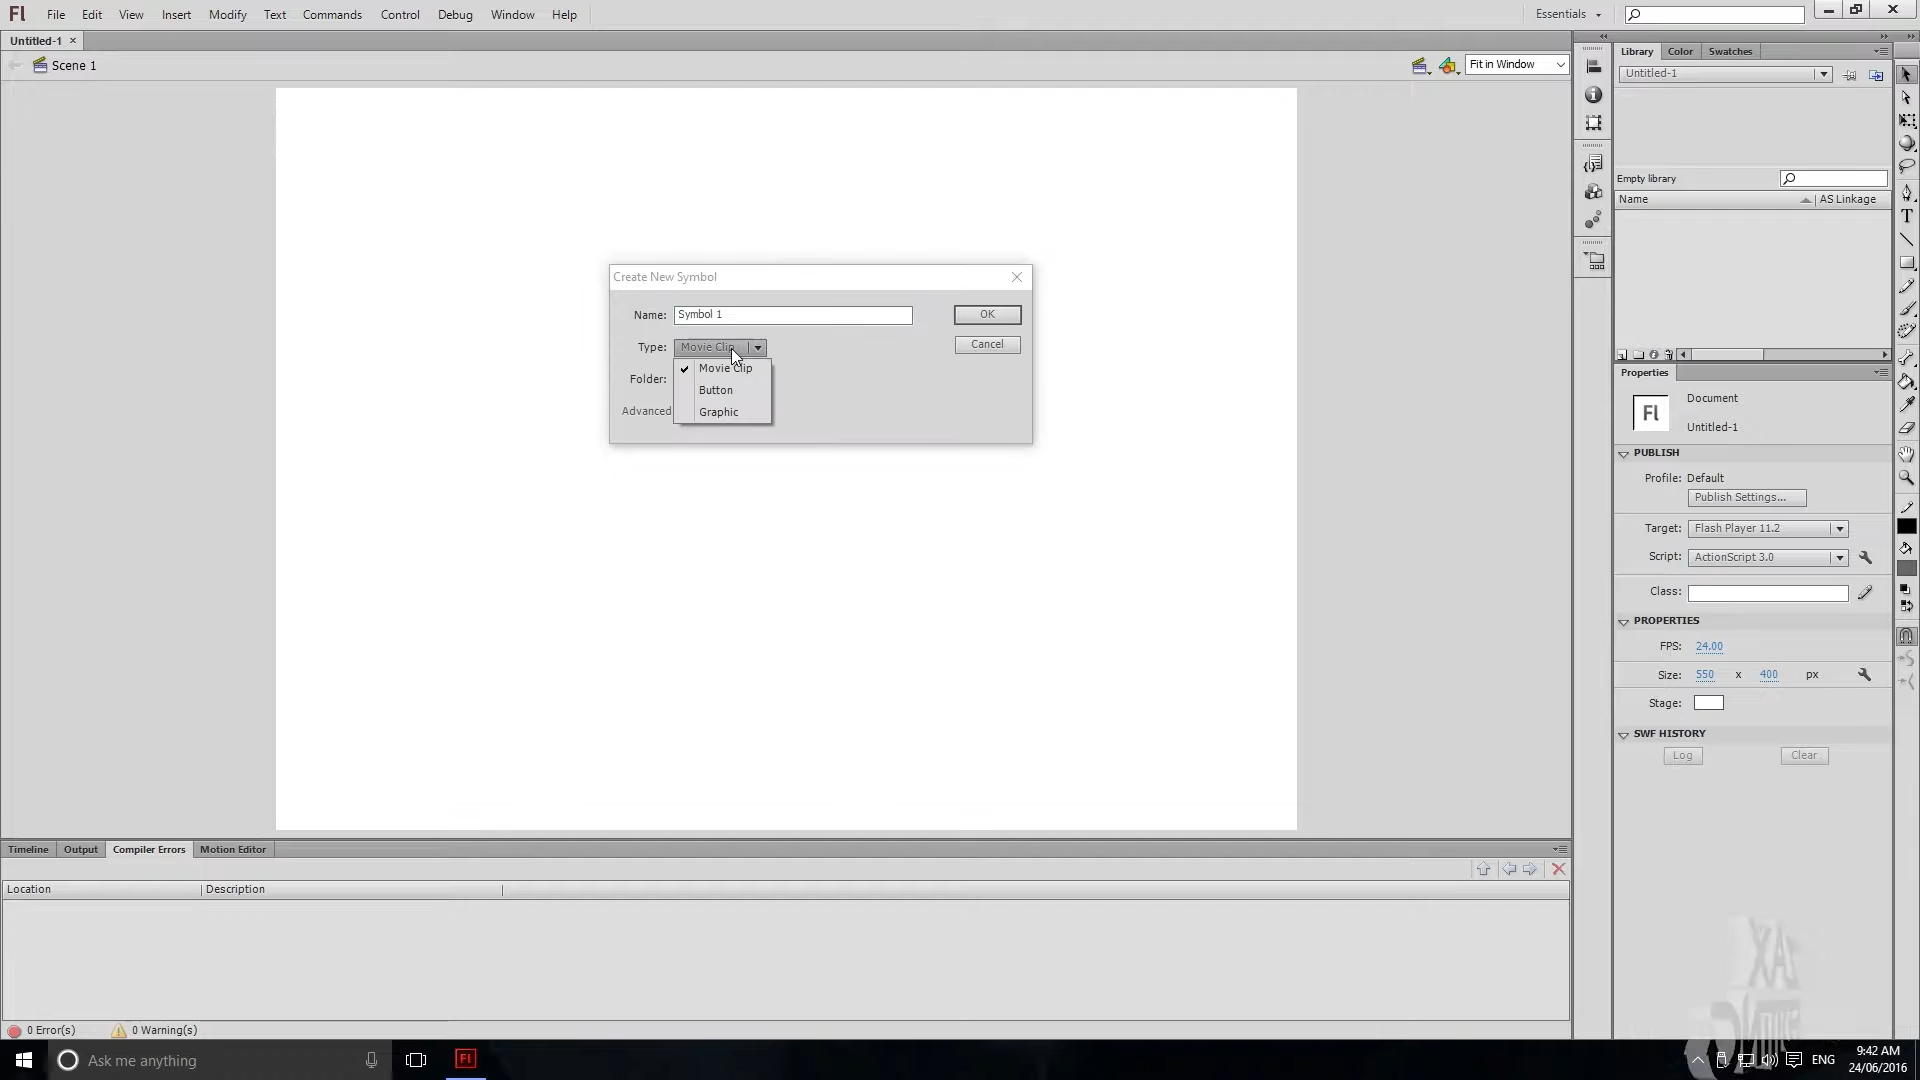 Fl File Edit View Insert Modify Text Commands Control Debug Window Help Essentials
Untitled-1
Scene 1 Fit in Window
Library Color Swatches
Untitled-1
Empty library
Name AS Linkage
Create New Symbol
Name: Symbol 1 OK
Type: Movie Clip Cancel
Movie Clip
Folder:
Button
Advanced
Graphic
Properties
Fl Document
Untitled-1
PUBLISH
Profile: Default
Publish Settings...
Target: Flash Player 11.2
Script: ActionScript 3.0
Class:
PROPERTIES
FPS: 24.00
Size: 550 x 400 px
Stage:
SWF HISTORY
Log Clear
Timeline Output Compiler Errors Motion Editor
Location Description
0 Error(s) 0 Warning(s)
Ask me anything Fl ENG 9:42 AM
24/06/2016